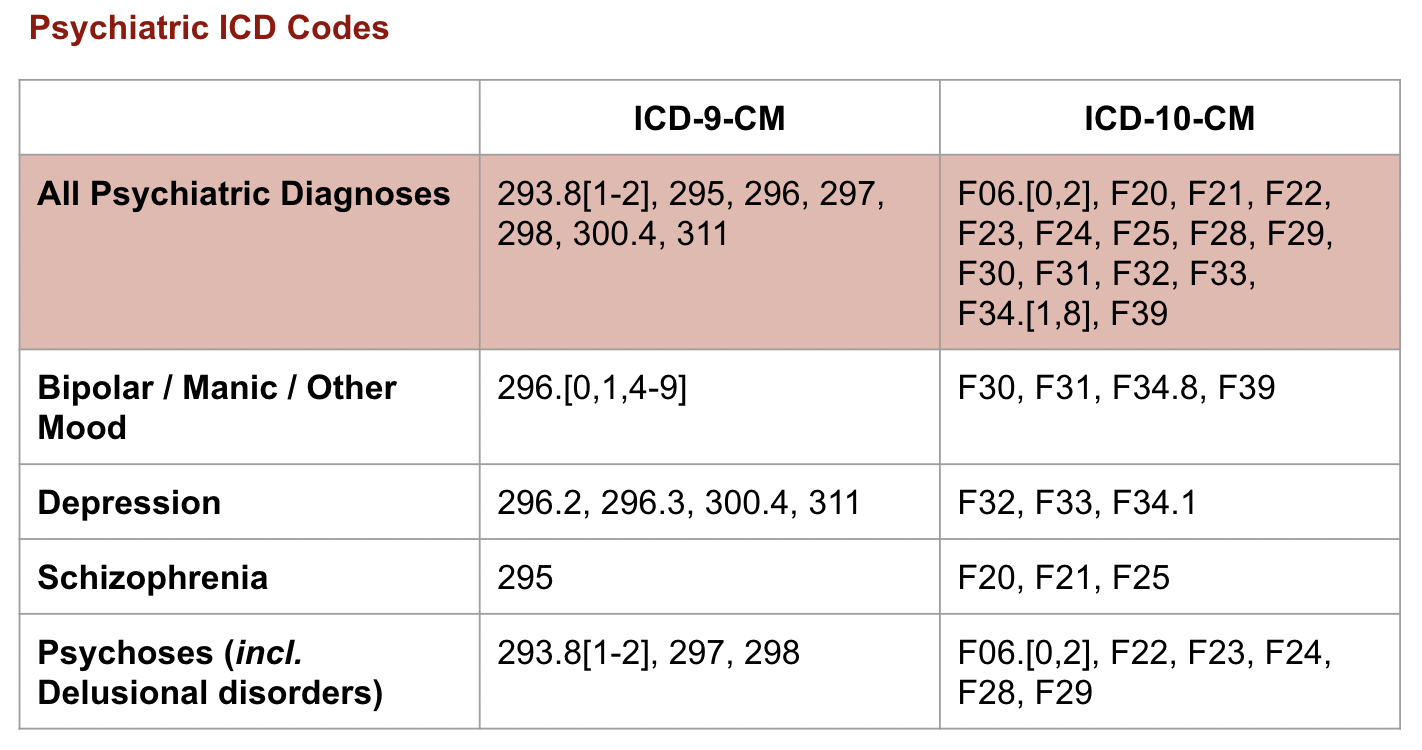 Psychiatric ICD Codes
ICD-9-CM
ICD-10-CM
All Psychiatric Diagnoses
293.8[1-2], 295, 296, 297,
298, 300.4, 311
F06.[0,2], F20, F21, F22,
F23, F24, F25, F28, F29,
F30, F31, F32, F33,
F34.[1,8], F39
Bipolar / Manic / Other
Mood
296.[0,1,4-9]
F30, F31, F34.8, F39
Depression
296.2, 296.3, 300.4, 311
F32, F33, F34.1
Schizophrenia
295
F20, F21, F25
Psychoses (incl.
Delusional disorders)
293.8[1-2], 297, 298
F06.[0,2], F22, F23, F24,
F28, F29